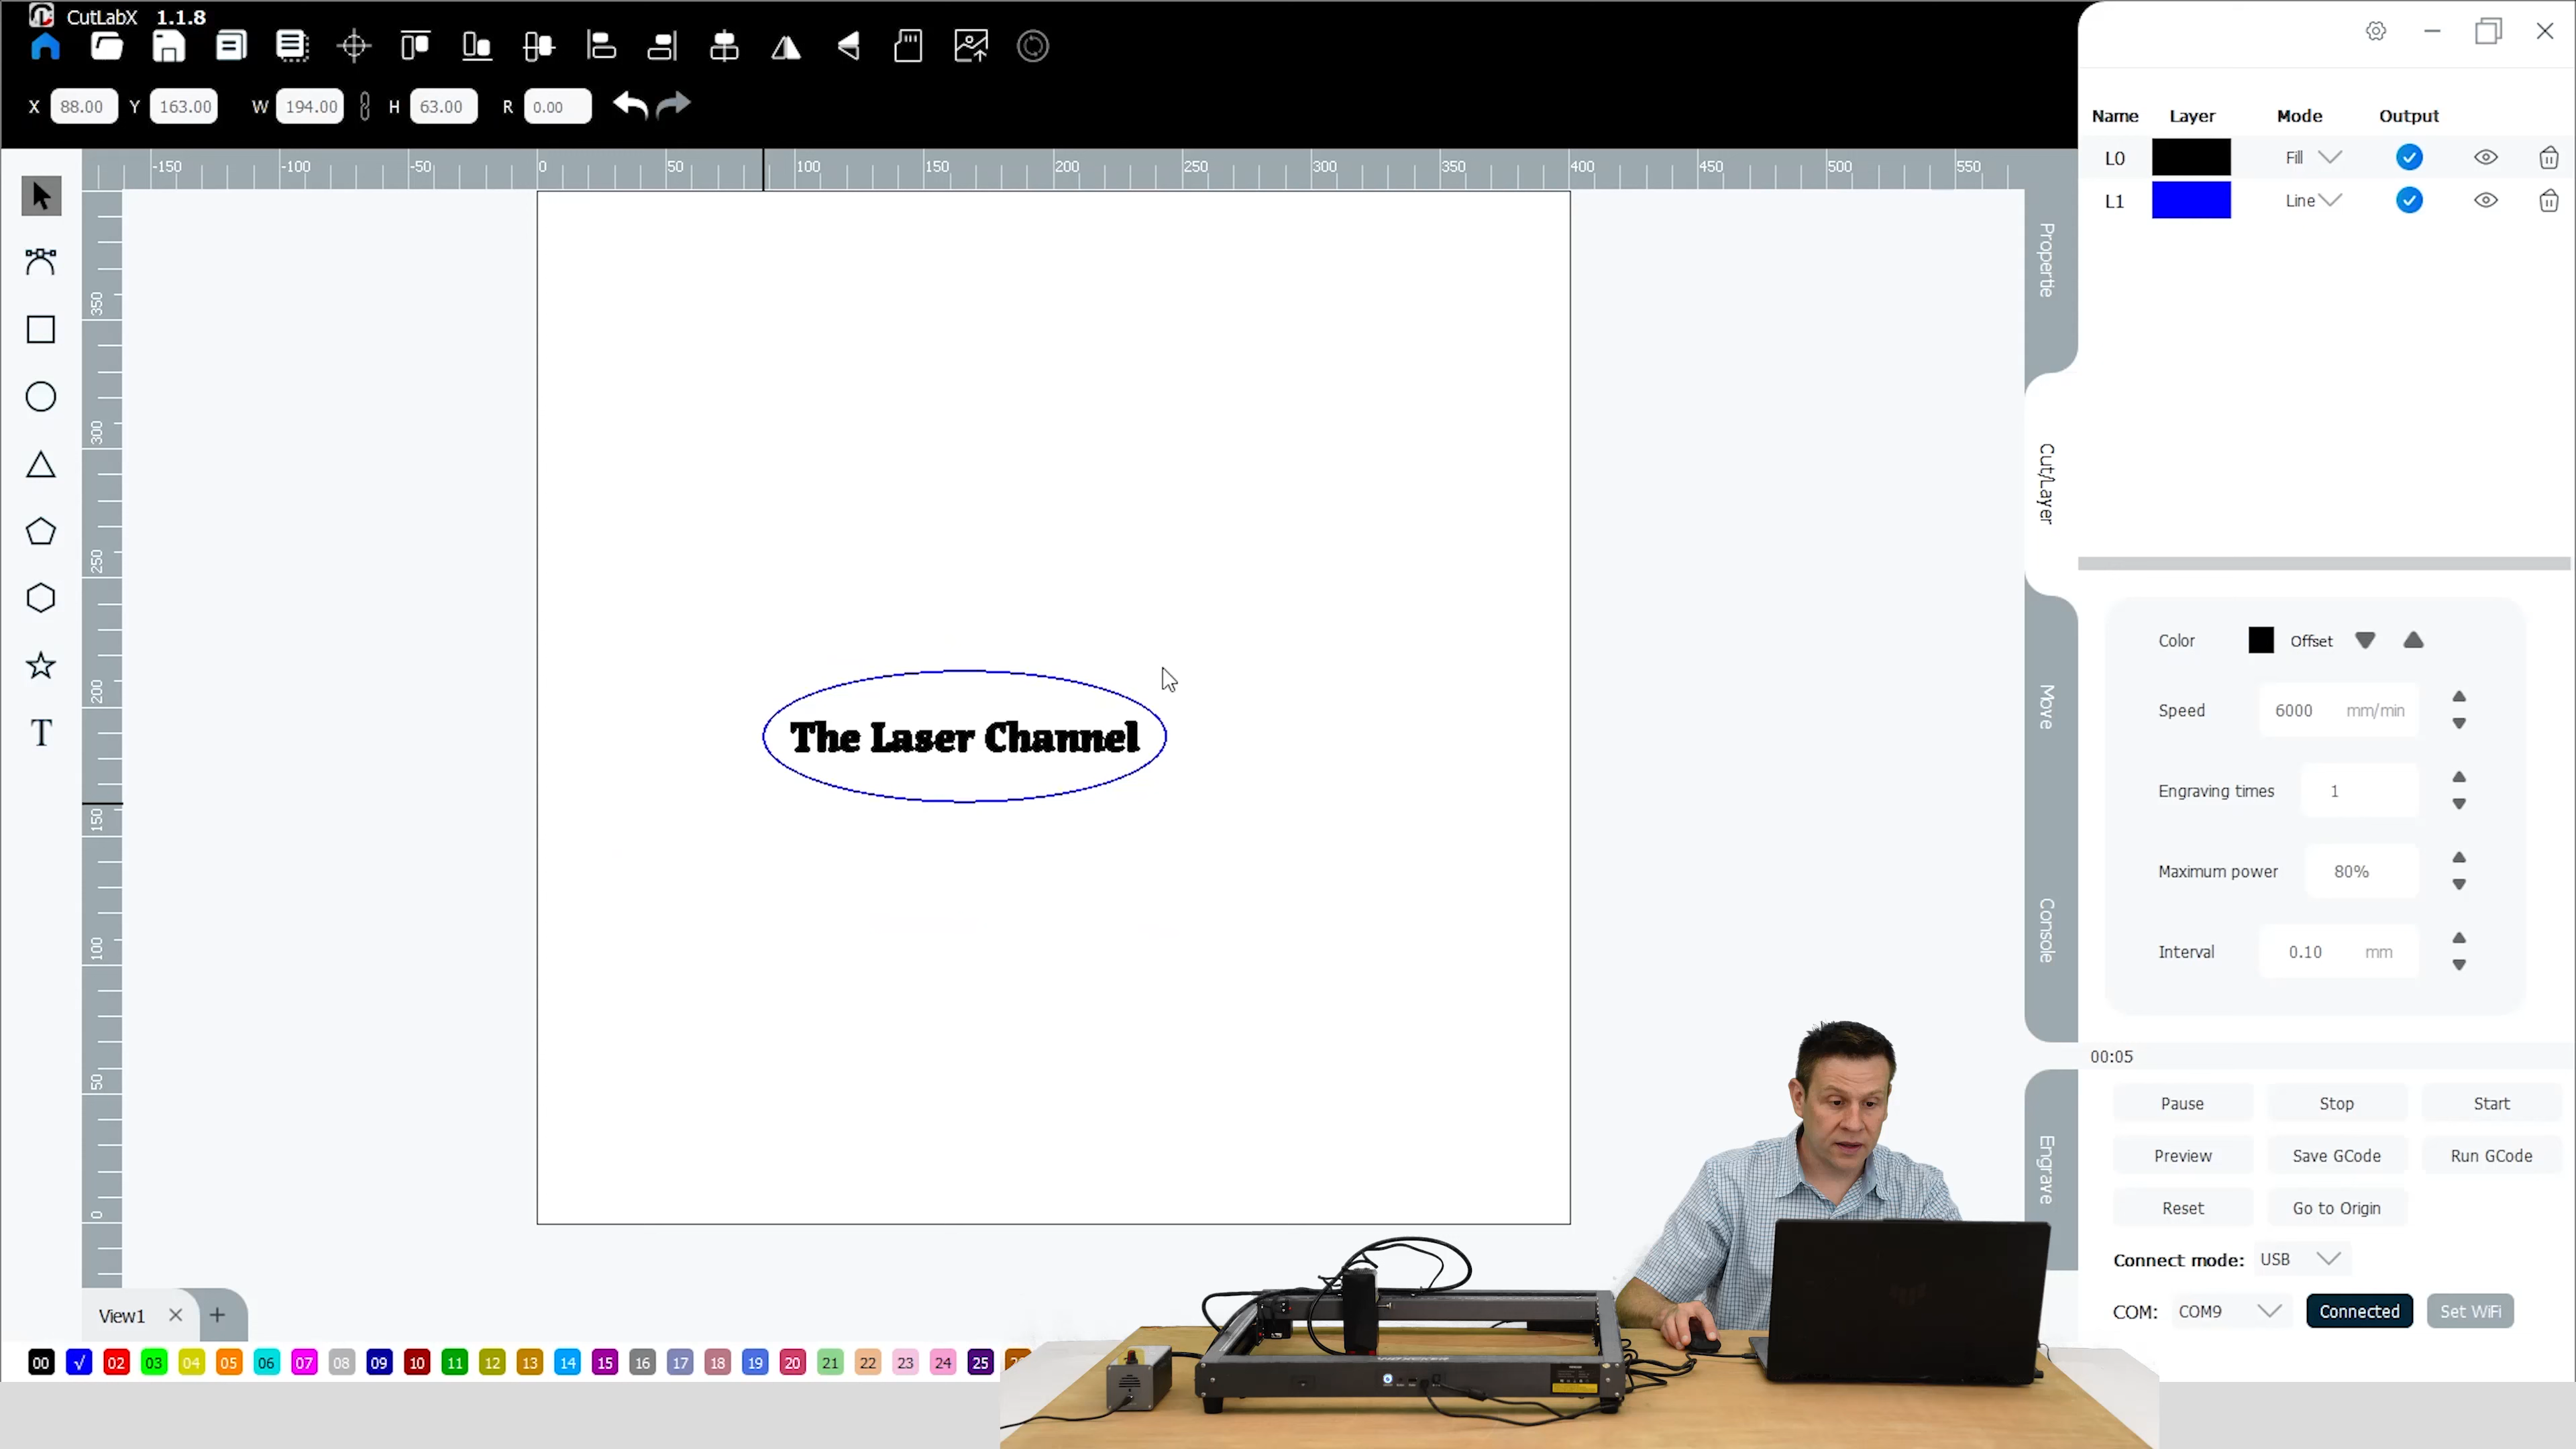 CutLabX 1.1.8
X 88.00 Y 163.00 W 194.00 H 63.00 R 0.00
-150 -100 -50 0 50 100 150 200 250 300 350 400 450 500 550
350
300
250
200
150
100
50
0
The Laser Channel
Propertie
Cut/Layer
Move
Console
Engrave
Name Layer Mode Output
L0 Fill
L1 Line
Color Offset
Speed 6000 mm/min
Engraving times 1
Maximum power 80%
Interval 0.10 mm
00:05
Pause Stop Start
Preview Save GCode Run GCode
Reset Go to Origin
Connect mode: USB
COM: COM9 Connected Set WiFi
View1
00 02 03 04 05 06 07 08 09 10 11 12 13 14 15 16 17 18 19 20 21 22 23 24 25